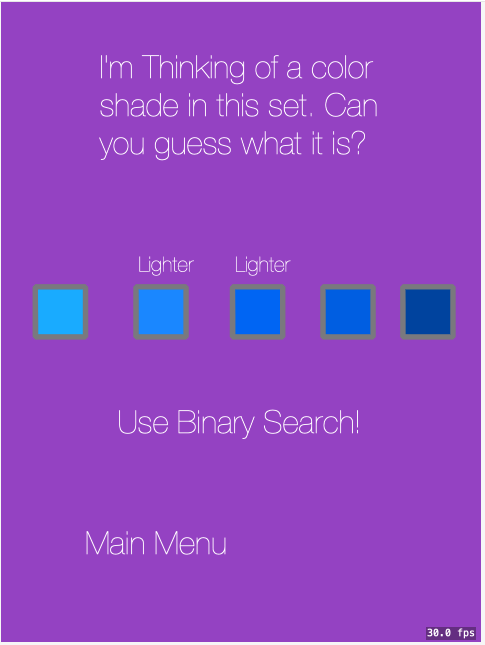 I'm Thinking of a color
shade in this set. Can
you guess what it is?
Lighter Lighter
Use Binary Search!
Main Menu
30.0 fps